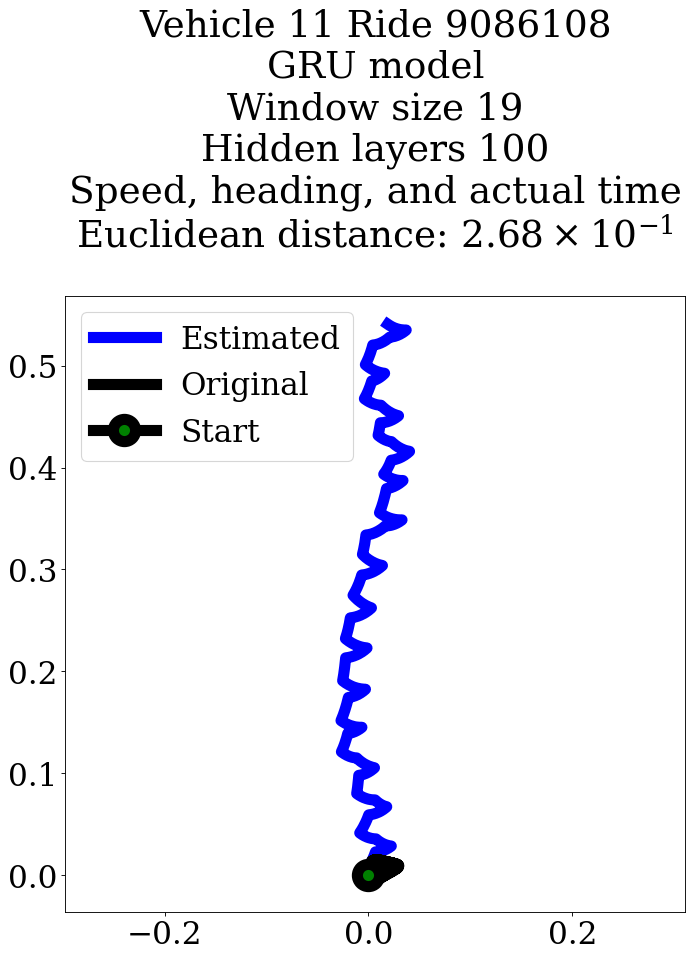 Vehicle 11 Ride 9086108
GRU model
Window size 19
Hidden layers 100
Speed, heading, and actual time
Euclidean distance: 2.68 × 10⁻¹
Estimated
Original
Start
0.5
0.4
0.3
0.2
0.1
0.0
−0.2 0.0 0.2